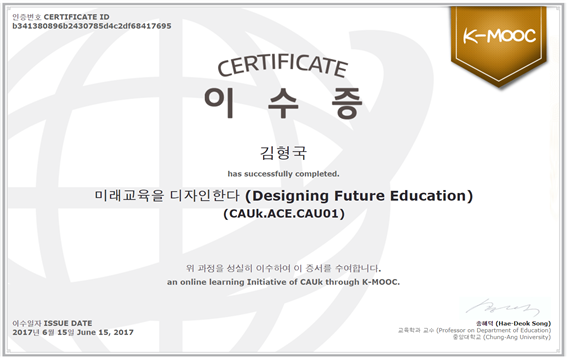 인증번호 CERTIFICATE ID
b341380896b2430785d4c2df68417695
K-MOOC
CERTIFICATE
이 수 증
김형국
has successfully completed.
미래교육을 디자인한다 (Designing Future Education)
(CAUk.ACE.CAU01)
위 과정을 성실히 이수하여 이 증서를 수여합니다.
an online learning Initiative of CAUk through K-MOOC.
이수일자 ISSUE DATE
2017년 6월 15일 June 15, 2017
송해덕 (Hae-Deok Song)
교육학과 교수 (Professor on Department of Education)
중앙대학교 (Chung-Ang University)